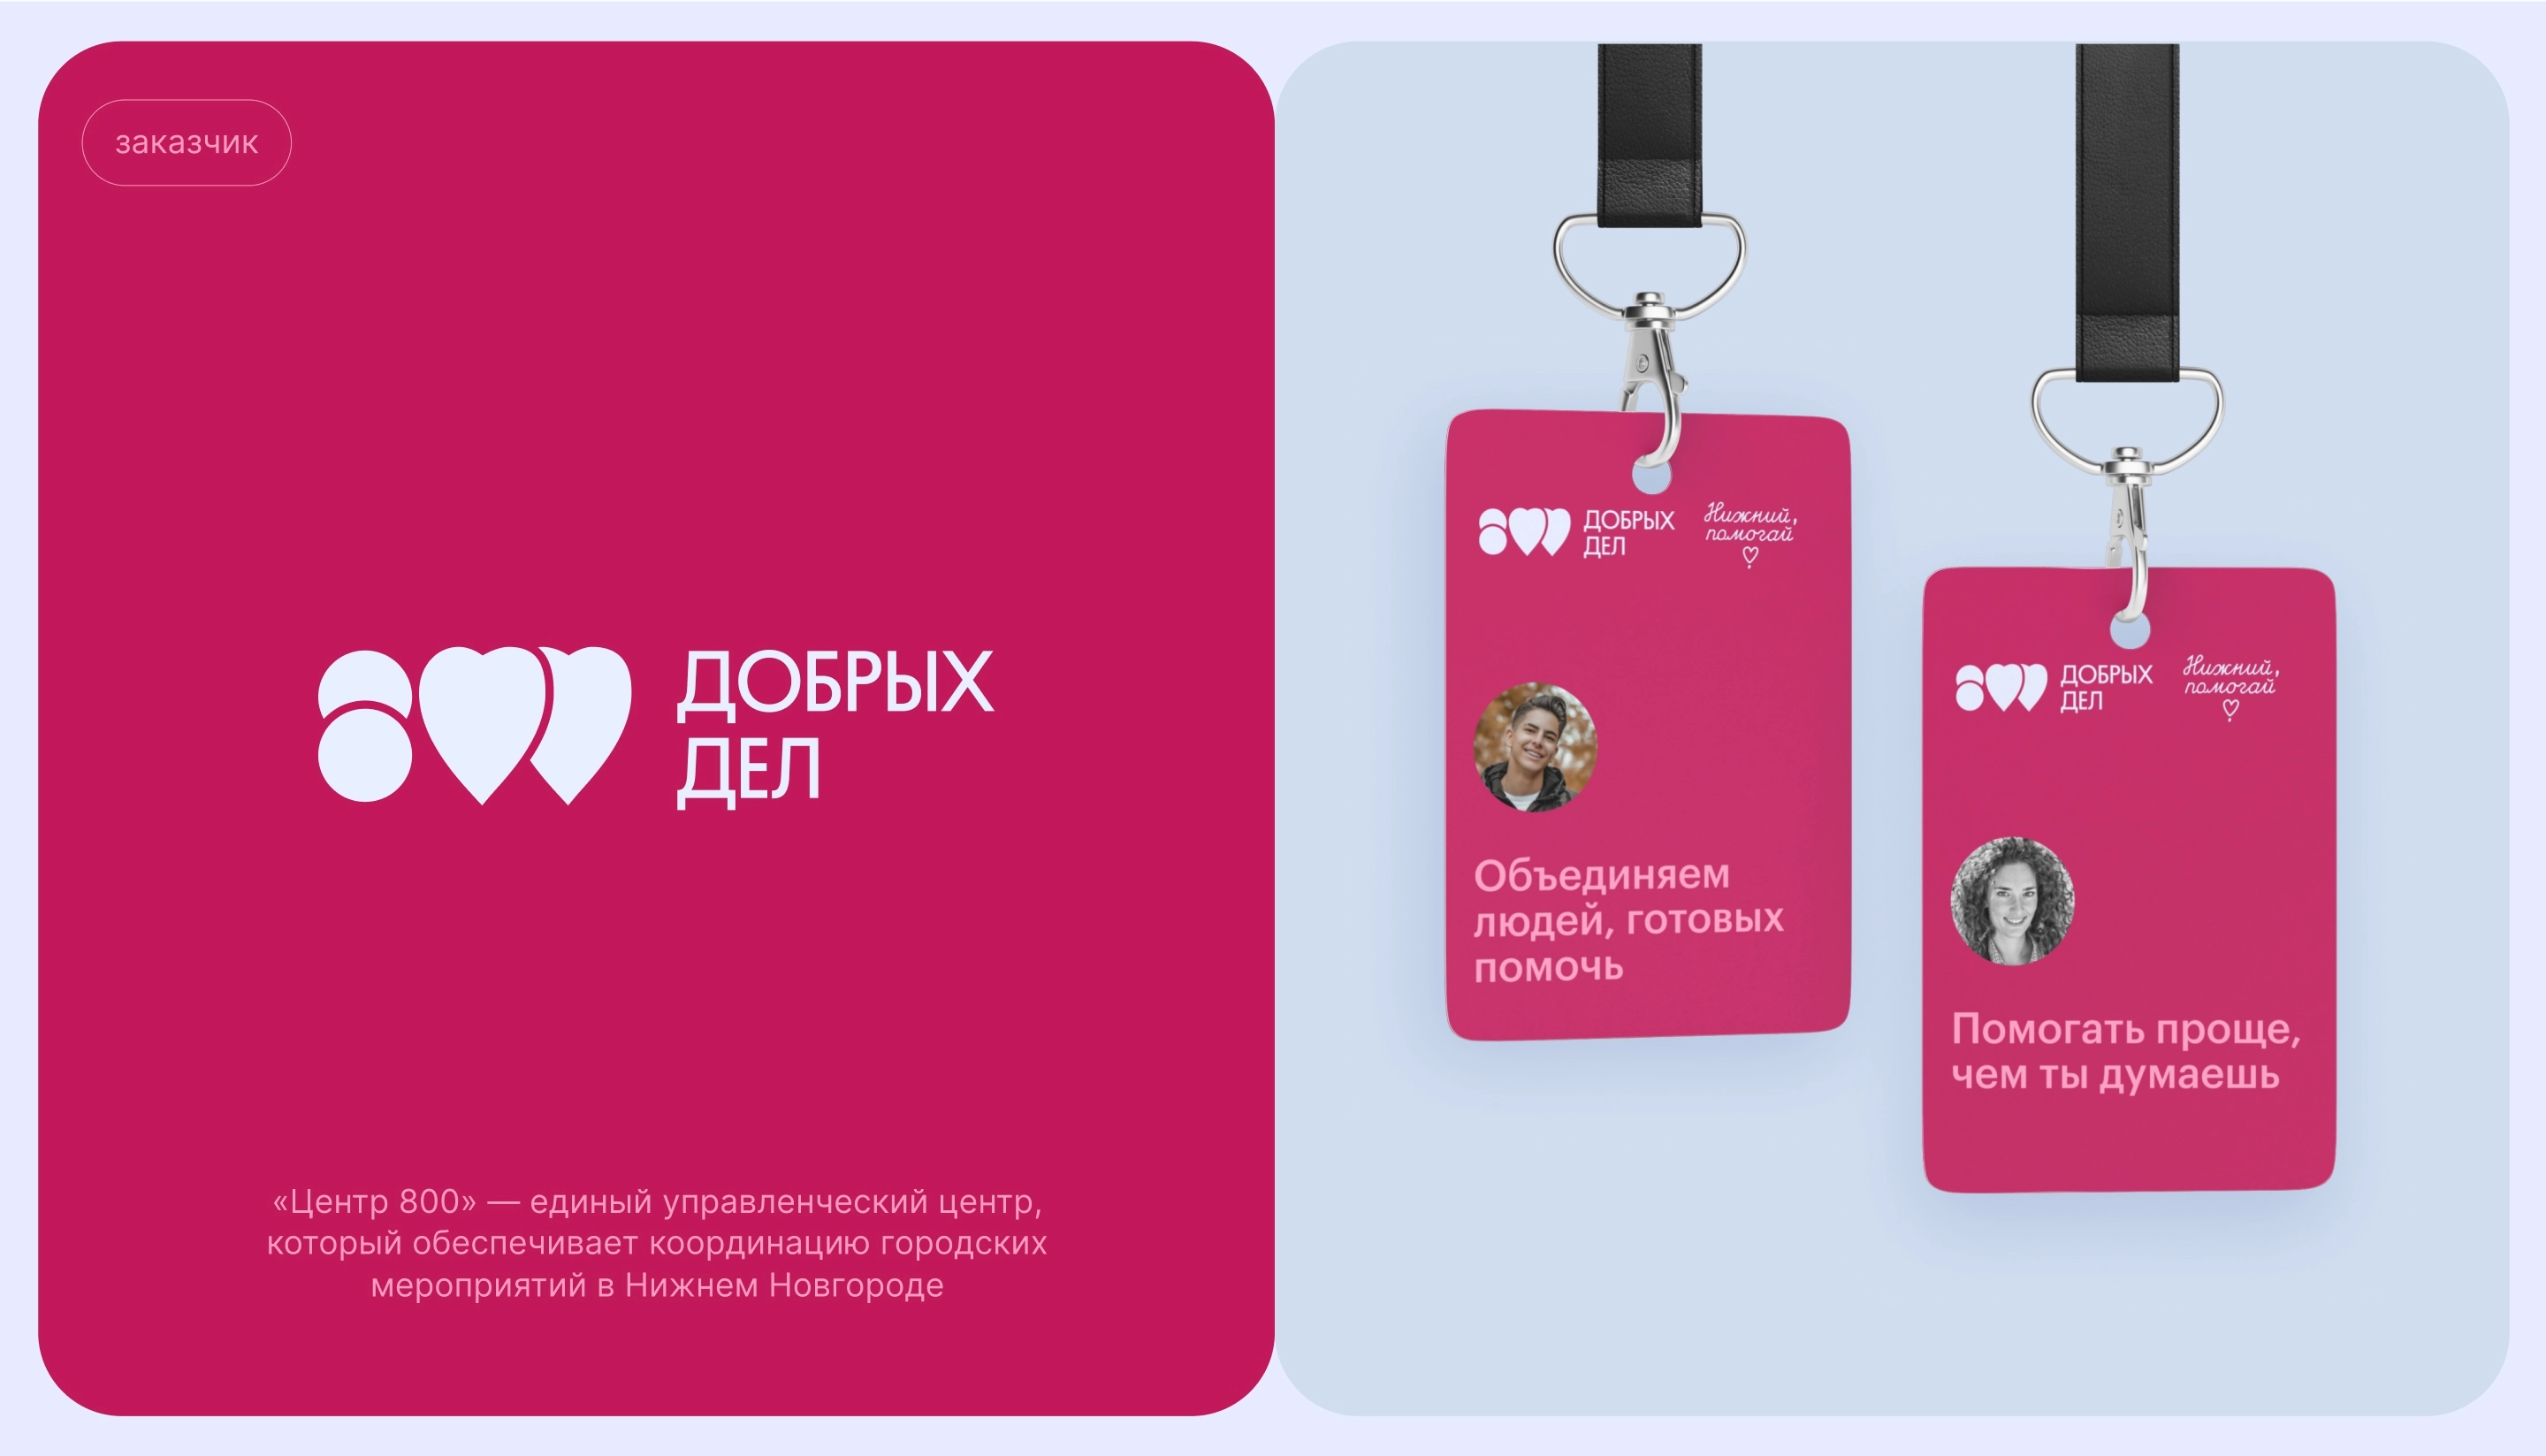 заказчик
ДОБРЫХ
ДЕЛ
«Центр 800» — единый управленческий центр,
который обеспечивает координацию городских
мероприятий в Нижнем Новгороде
ДОБРЫХ
ДЕЛ
Нижний,
помогай
Объединяем
людей, готовых
помочь
ДОБРЫХ
ДЕЛ
Нижний,
помогай
Помогать проще,
чем ты думаешь